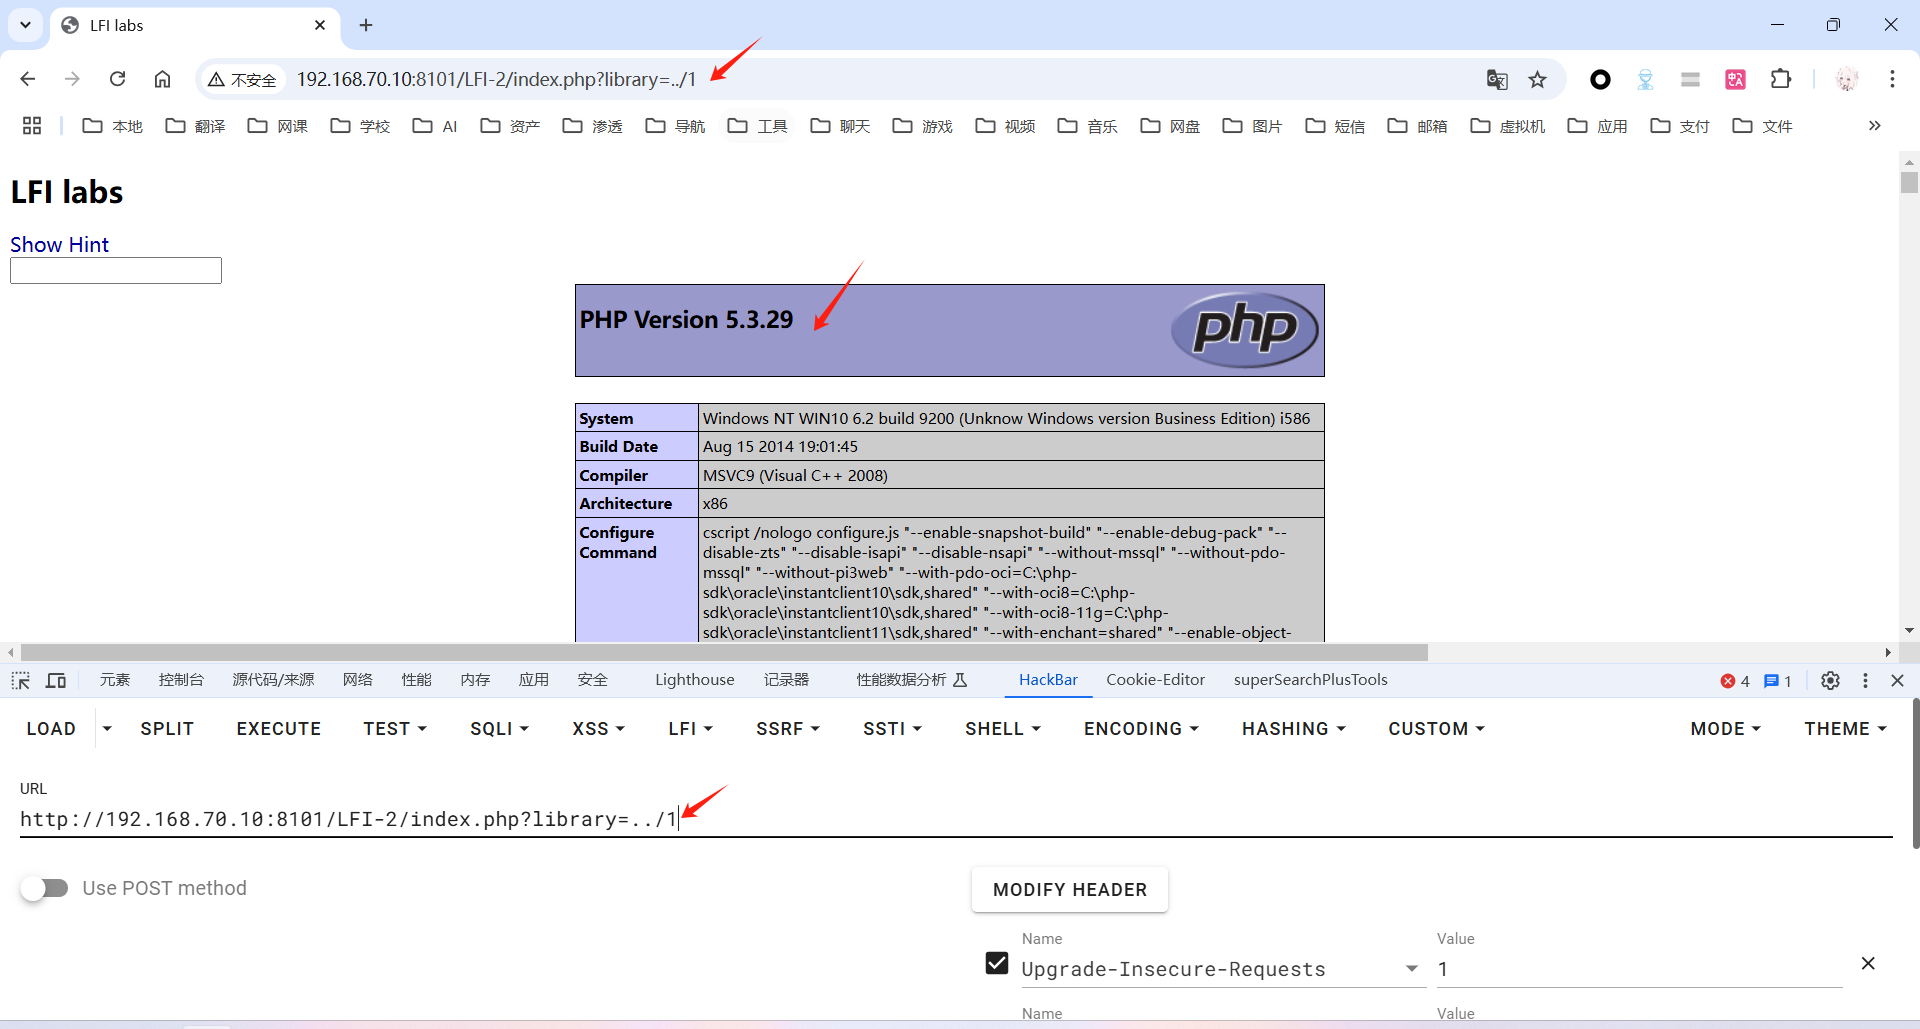 LFI labs
不安全 192.168.70.10:8101/LFI-2/index.php?library=../1
本地 翻译 网课 学校 AI 资产 渗透 导航 工具 聊天 游戏 视频 音乐 网盘 图片 短信 邮箱 虚拟机 应用 支付 文件
LFI labs
Show Hint
PHP Version 5.3.29
php
System Windows NT WIN10 6.2 build 9200 (Unknow Windows version Business Edition) i586
Build Date Aug 15 2014 19:01:45
Compiler MSVC9 (Visual C++ 2008)
Architecture x86
Configure Command cscript /nologo configure.js "--enable-snapshot-build" "--enable-debug-pack" "--
disable-zts" "--disable-isapi" "--disable-nsapi" "--without-mssql" "--without-pdo-
mssql" "--without-pi3web" "--with-pdo-oci=C:\php-
sdk\oracle\instantclient10\sdk,shared" "--with-oci8=C:\php-
sdk\oracle\instantclient10\sdk,shared" "--with-oci8-11g=C:\php-
sdk\oracle\instantclient11\sdk,shared" "--with-enchant=shared" "--enable-object-
元素 控制台 源代码/来源 网络 性能 内存 应用 安全 Lighthouse 记录器 性能数据分析 HackBar Cookie-Editor superSearchPlusTools 4 1
LOAD SPLIT EXECUTE TEST SQLI XSS LFI SSRF SSTI SHELL ENCODING HASHING CUSTOM MODE THEME
URL
http://192.168.70.10:8101/LFI-2/index.php?library=../1
Use POST method
MODIFY HEADER
Name Value
Upgrade-Insecure-Requests 1
Name Value